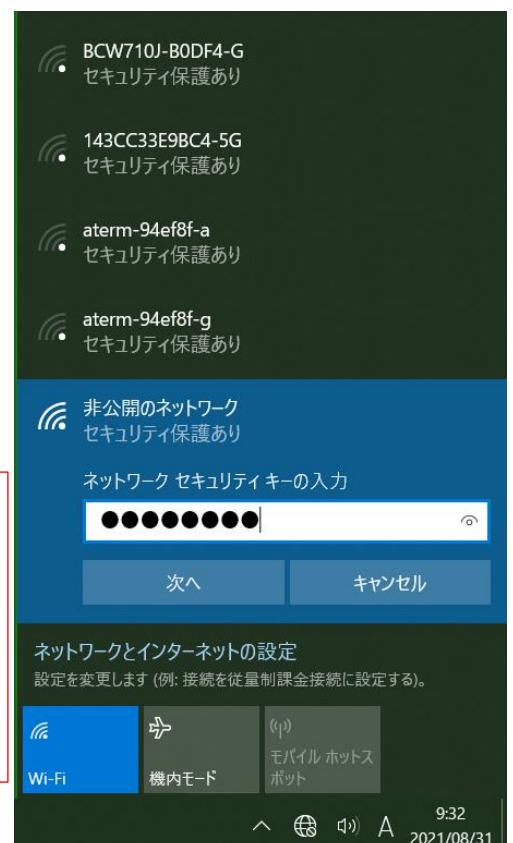 BCW710J-B0DF4-G
セキュリティ保護あり
143CC33E9BC4-5G
セキュリティ保護あり
aterm-94ef8f-a
セキュリティ保護あり
aterm-94ef8f-g
セキュリティ保護あり
非公開のネットワーク
セキュリティ保護あり
ネットワーク セキュリティ キーの入力
●●●●●●●●
次へ
キャンセル
ネットワークとインターネットの設定
設定を変更します (例: 接続を従量制課金接続に設定する)。
Wi-Fi
機内モード
モバイル ホットス
ポット
A
9:32
2021/08/31